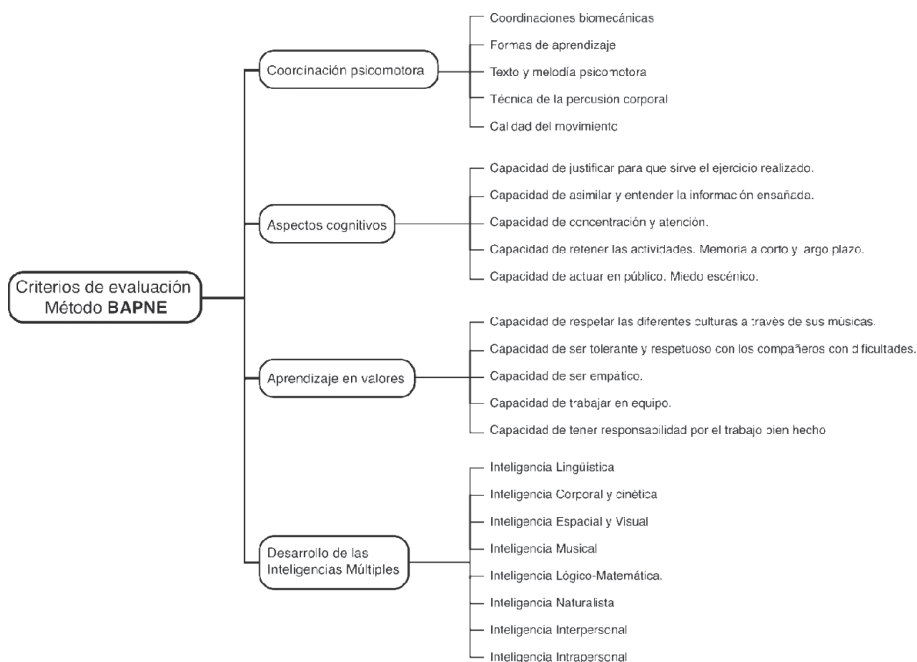 Criterios de evaluación
Método BAPNE
Coordinación psicomotora
Coordinaciones biomecánicas
Formas de aprendizaje
Texto y melodía psicomotora
Técnica de la percusión corporal
Calidad del movimiento
Aspectos cognitivos
Capacidad de justificar para que sirve el ejercicio realizado.
Capacidad de asimilar y entender la información ensañada.
Capacidad de concentración y atención.
Capacidad de retener las actividades. Memoria a corto y largo plazo.
Capacidad de actuar en público. Miedo escénico.
Aprendizaje en valores
Capacidad de respetar las diferentes culturas a través de sus músicas.
Capacidad de ser tolerante y respetuoso con los compañeros con dificultades.
Capacidad de ser empático.
Capacidad de trabajar en equipo.
Capacidad de tener responsabilidad por el trabajo bien hecho
Desarrollo de las
Inteligencias Múltiples
Inteligencia Lingüística
Inteligencia Corporal y cinética
Inteligencia Espacial y Visual
Inteligencia Musical
Inteligencia Lógico-Matemática.
Inteligencia Naturalista
Inteligencia Interpersonal
Inteligencia Intrapersonal